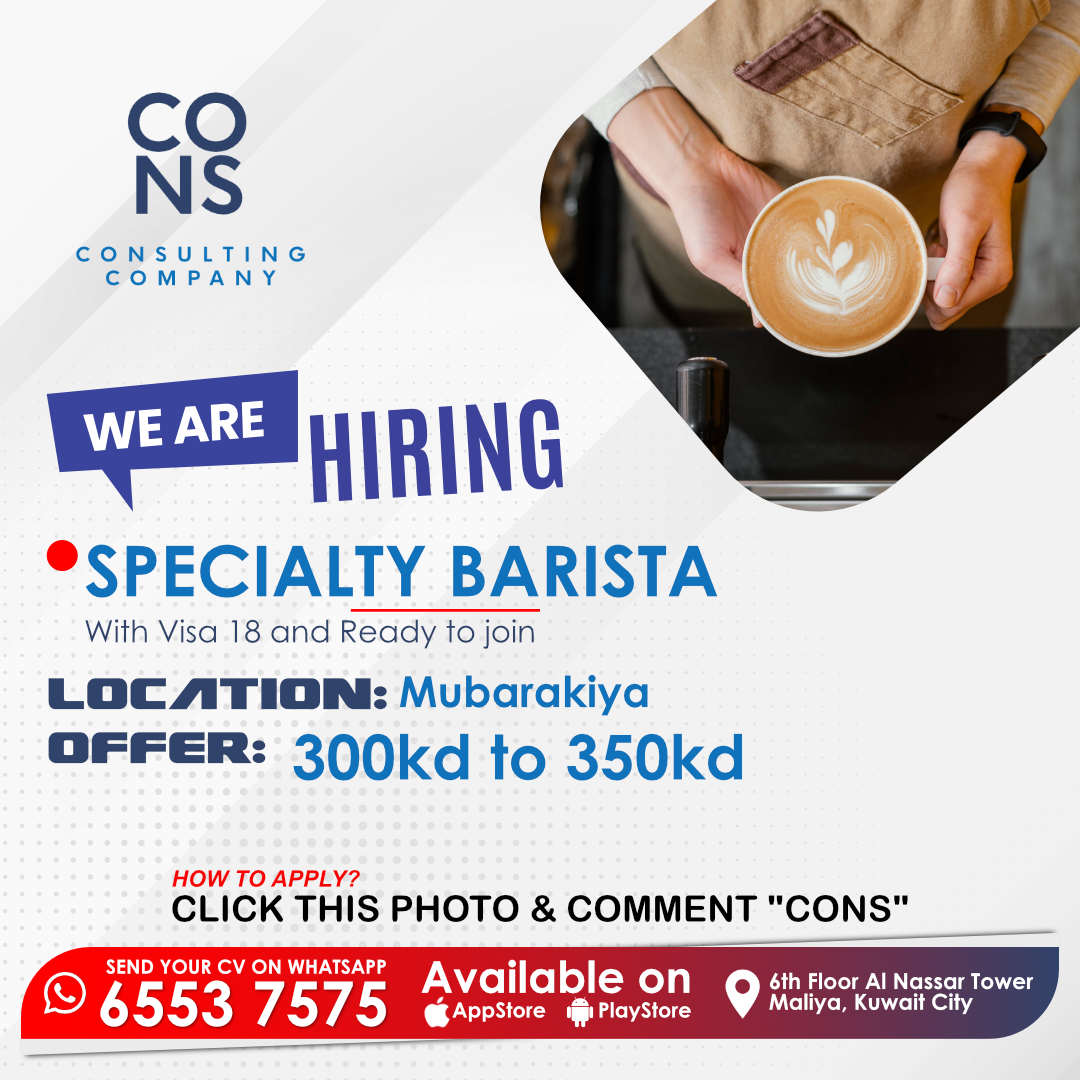 CO
NS
CONSULTING
COMPANY
WE ARE
HIRING
SPECIALTY BARISTA
With Visa 18 and Ready to join
LOCATION: Mubarakiya
OFFER: 300kd to 350kd
HOW TO APPLY?
CLICK THIS PHOTO & COMMENT "CONS"
SEND YOUR CV ON WHATSAPP
6553 7575
Available on
AppStore PlayStore
6th Floor Al Nassar Tower
Maliya, Kuwait City